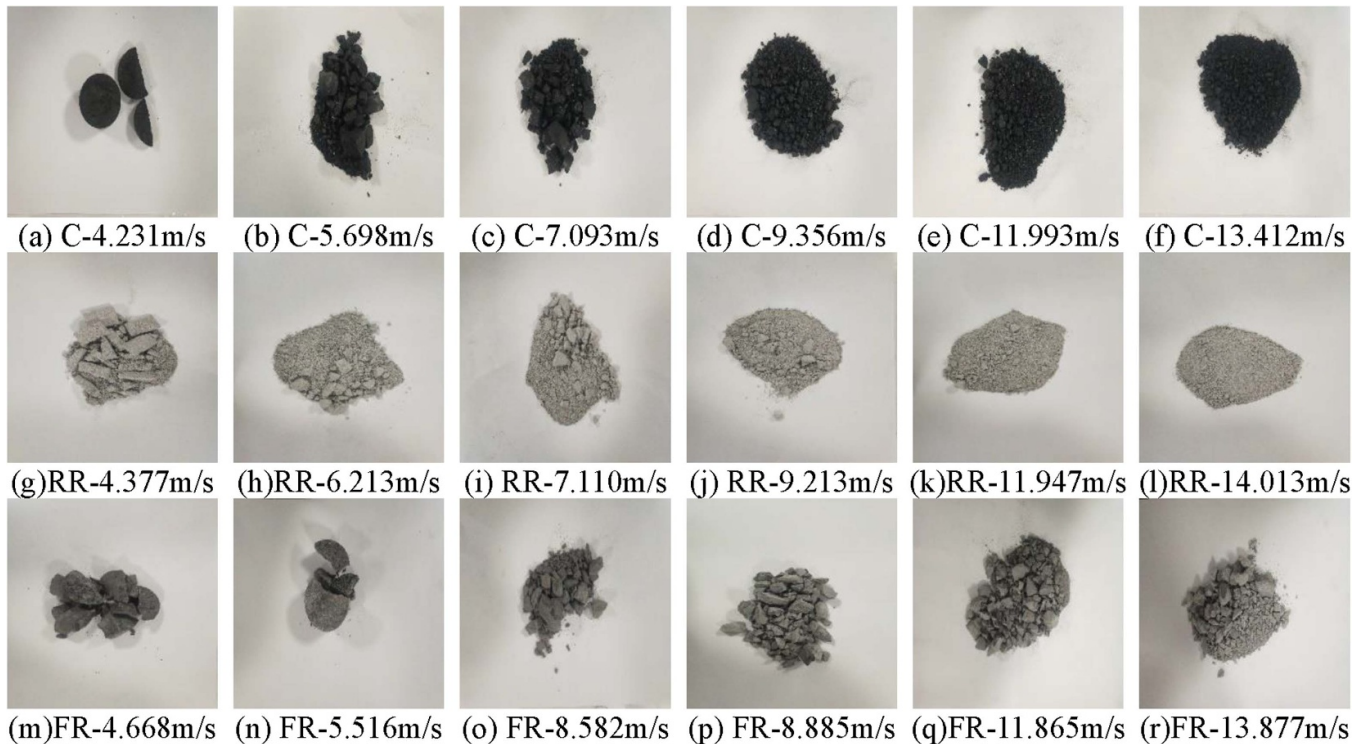 (a) C-4.231m/s (b) C-5.698m/s (c) C-7.093m/s (d) C-9.356m/s (e) C-11.993m/s (f) C-13.412m/s
(g)RR-4.377m/s (h)RR-6.213m/s (i) RR-7.110m/s (j) RR-9.213m/s (k)RR-11.947m/s (l)RR-14.013m/s
(m)FR-4.668m/s (n) FR-5.516m/s (o) FR-8.582m/s (p) FR-8.885m/s (q)FR-11.865m/s (r)FR-13.877m/s